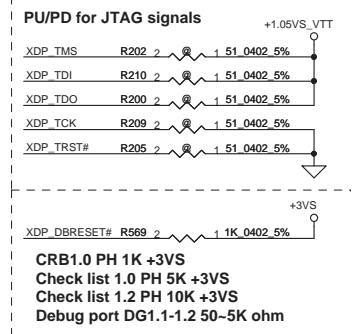 PU/PD for JTAG signals
+1.05VS_VTT
XDP_TMS R202 2 @ 1 51_0402_5%
XDP_TDI R210 2 @ 1 51_0402_5%
XDP_TDO R200 2 @ 1 51_0402_5%
XDP_TCK R209 2 @ 1 51_0402_5%
XDP_TRST# R205 2 @ 1 51_0402_5%
+3VS
XDP_DBRESET# R569 2 1 1K_0402_5%
CRB1.0 PH 1K +3VS
Check list 1.0 PH 5K +3VS
Check list 1.2 PH 10K +3VS
Debug port DG1.1-1.2 50~5K ohm